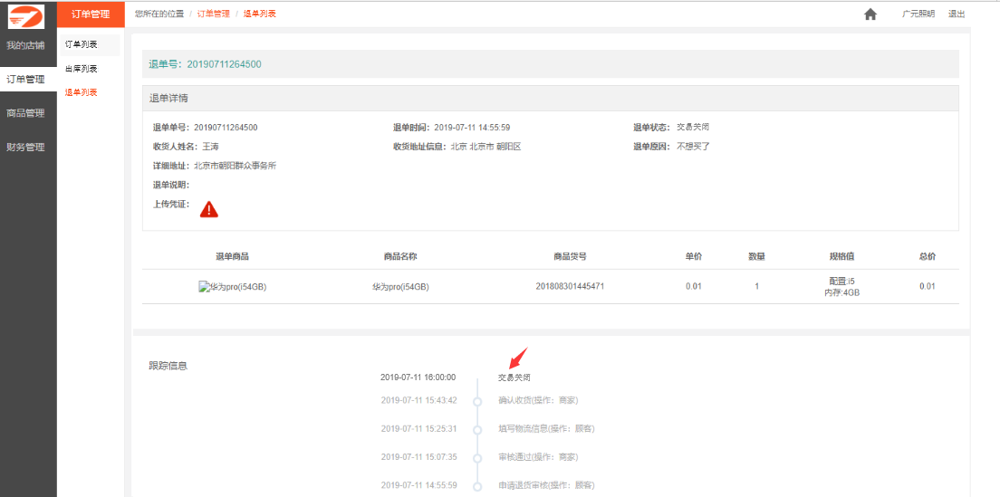 订单管理
您所在的位置 / 订单管理 / 退单列表
广元照明 退出
我的店铺
订单管理
商品管理
财务管理
订单列表
出库列表
退单列表
退单号：20190711264500
退单详情
退单单号：20190711264500 退单时间：2019-07-11 14:55:59 退单状态：交易关闭
收货人姓名：王涛 收货地址信息：北京 北京市 朝阳区 退单原因：不想买了
详细地址：北京市朝阳群众事务所
退单说明：
上传凭证：
退单商品 商品名称 商品货号 单价 数量 规格值 总价
华为pro(i54GB) 华为pro(i54GB) 201808301445471 0.01 1 配置:i5 0.01
内存:4GB
跟踪信息
2019-07-11 16:00:00 交易关闭
2019-07-11 15:43:42 确认收货(操作：商家)
2019-07-11 15:25:31 填写物流信息(操作：顾客)
2019-07-11 15:07:35 审核通过(操作：商家)
2019-07-11 14:55:59 申请退货审核(操作：顾客)